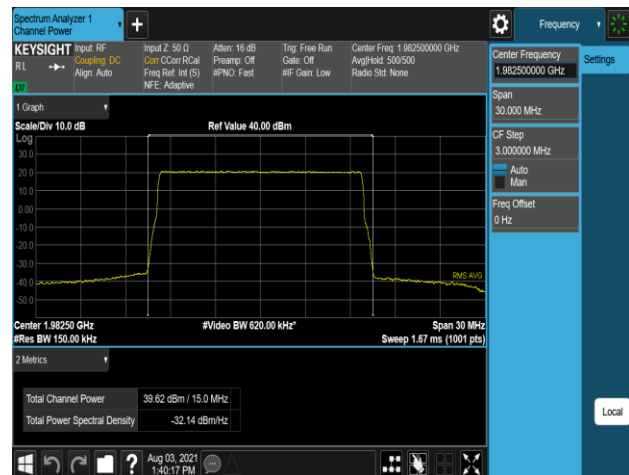 Spectrum Analyzer 1
Channel Power
Frequency
KEYSIGHT
R L
Input: RF
Coupling: DC
Align: Auto
Input Z: 50 Ω
Corr CCorr RCal
Freq Ref: Int (S)
NFE: Adaptive
Atten: 16 dB
Preamp: Off
#PNO: Fast
Trig: Free Run
Gate: Off
#IF Gain: Low
Center Freq: 1.982500000 GHz
Avg|Hold: 500/500
Radio Std: None
1 Graph
Scale/Div 10.0 dB
Ref Value 40.00 dBm
Log
30.0
20.0
10.0
0.00
-10.0
-20.0
-30.0
-40.0
-50.0
RMS AVG
Center 1.98250 GHz
#Video BW 620.00 kHz*
Span 30 MHz
#Res BW 150.00 kHz
Sweep 1.67 ms (1001 pts)
2 Metrics
Total Channel Power 39.62 dBm / 15.0 MHz
Total Power Spectral Density -32.14 dBm/Hz
Aug 03, 2021
1:40:17 PM
Center Frequency
1.982500000 GHz
Settings
Span
30.000 MHz
CF Step
3.000000 MHz
Auto
Man
Freq Offset
0 Hz
Local